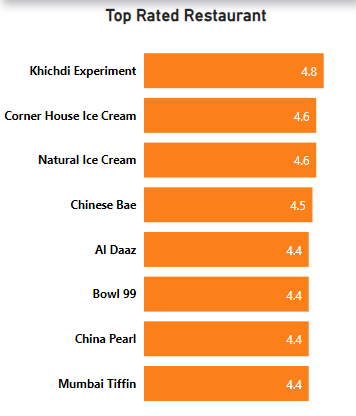 Top Rated Restaurant
Khichdi Experiment 4.8
Corner House Ice Cream 4.6
Natural Ice Cream 4.6
Chinese Bae 4.5
Al Daaz 4.4
Bowl 99 4.4
China Pearl 4.4
Mumbai Tiffin 4.4